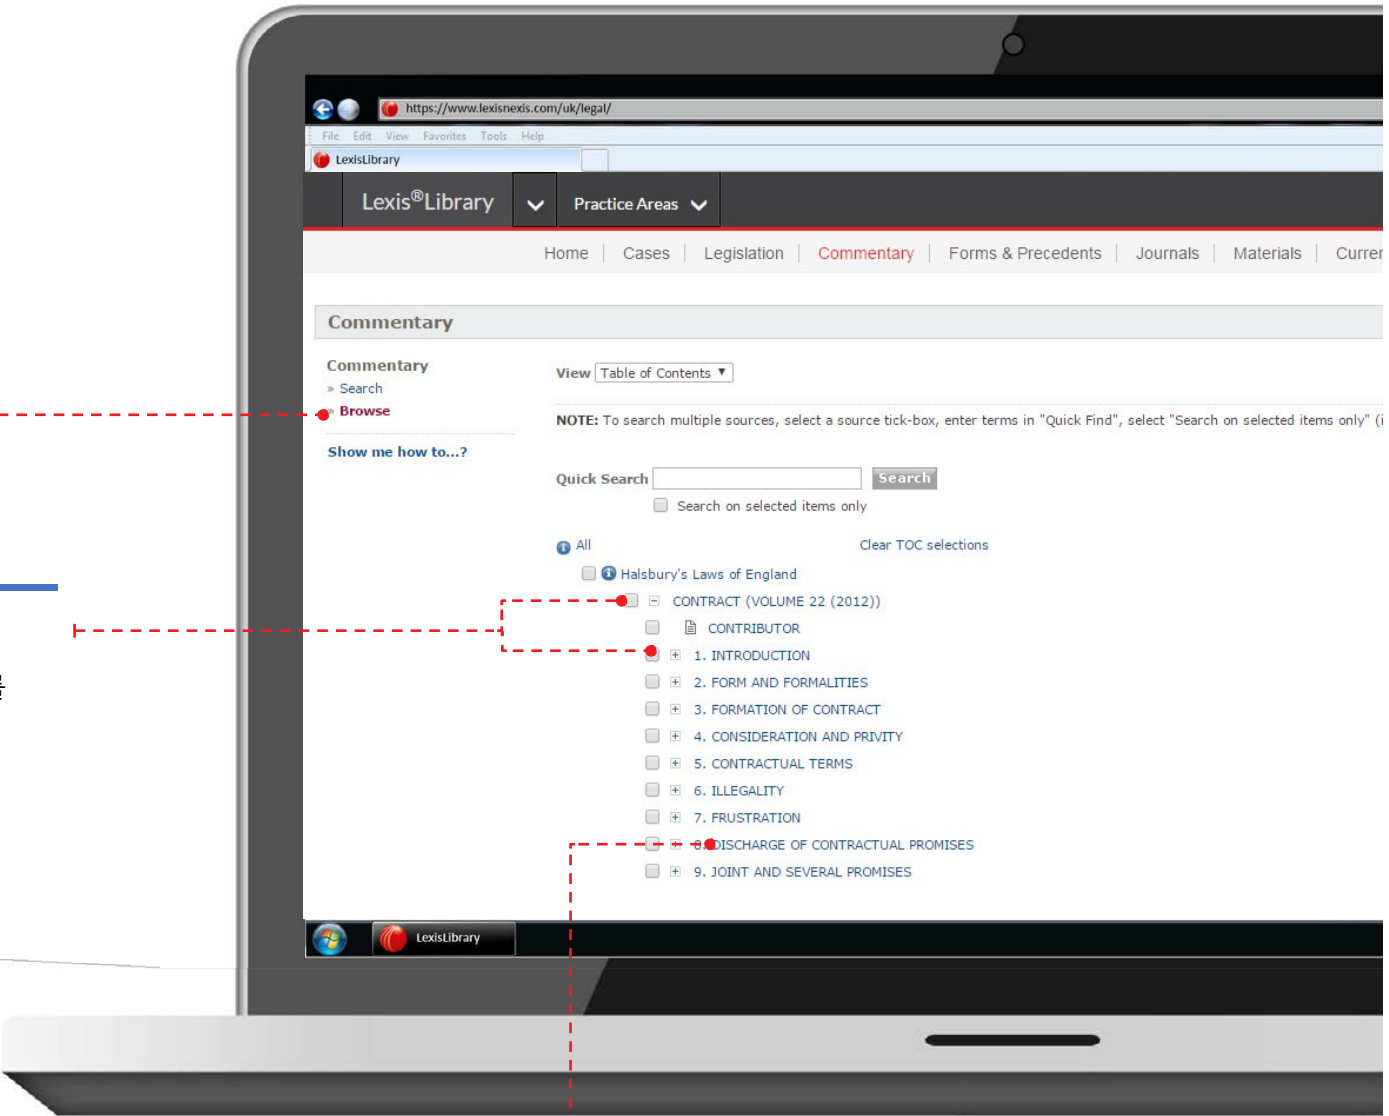 https://www.lexisnexis.com/uk/legal/
File Edit View Favorites Tools Help
LexisLibrary
Lexis®Library Practice Areas
Home Cases Legislation Commentary Forms & Precedents Journals Materials Curren
Commentary
Commentary
» Search
» Browse
Show me how to...?
View Table of Contents
NOTE: To search multiple sources, select a source tick-box, enter terms in "Quick Find", select "Search on selected items only" (i
Quick Search Search
Search on selected items only
All Clear TOC selections
Halsbury's Laws of England
CONTRACT (VOLUME 22 (2012))
CONTRIBUTOR
1. INTRODUCTION
2. FORM AND FORMALITIES
3. FORMATION OF CONTRACT
4. CONSIDERATION AND PRIVITY
5. CONTRACTUAL TERMS
6. ILLEGALITY
7. FRUSTRATION
8. DISCHARGE OF CONTRACTUAL PROMISES
9. JOINT AND SEVERAL PROMISES
LexisLibrary